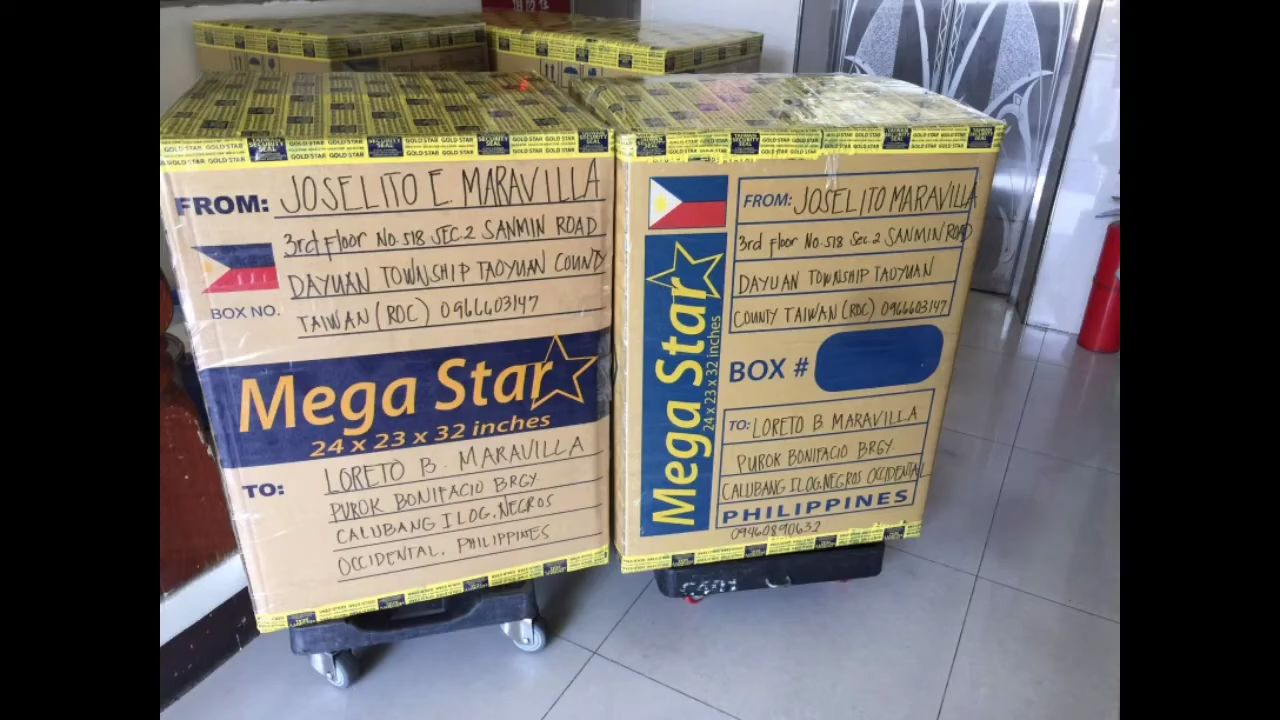 GOLD STAR
TAIWAN SECURITY SEAL
FROM: JOSELITO E. MARAVILLA
3rd floor No. 518 SEC. 2 SANMIN ROAD
DAYUAN TOWNSHIP TAOYUAN COUNTY
BOX NO.
TAIWAN (ROC) 0966603147
Mega Star
24 x 23 x 32 inches
TO: LORETO B. MARAVILLA
PUROK BONIFACIO BRGY.
CALUBANG ILOG, NEGROS
OCCIDENTAL, PHILIPPINES
FROM: JOSELITO MARAVILLA
3rd floor No. 518 Sec. 2 SANMIN ROAD
DAYUAN TOWNSHIP TAOYUAN
COUNTY TAIWAN (ROC) 0966603147
Mega Star
24 x 23 x 32 inches
BOX #
TO: LORETO B. MARAVILLA
PUROK BONIFACIO BRGY.
CALUBANG ILOG, NEGROS OCCIDENTAL
PHILIPPINES
09460890632